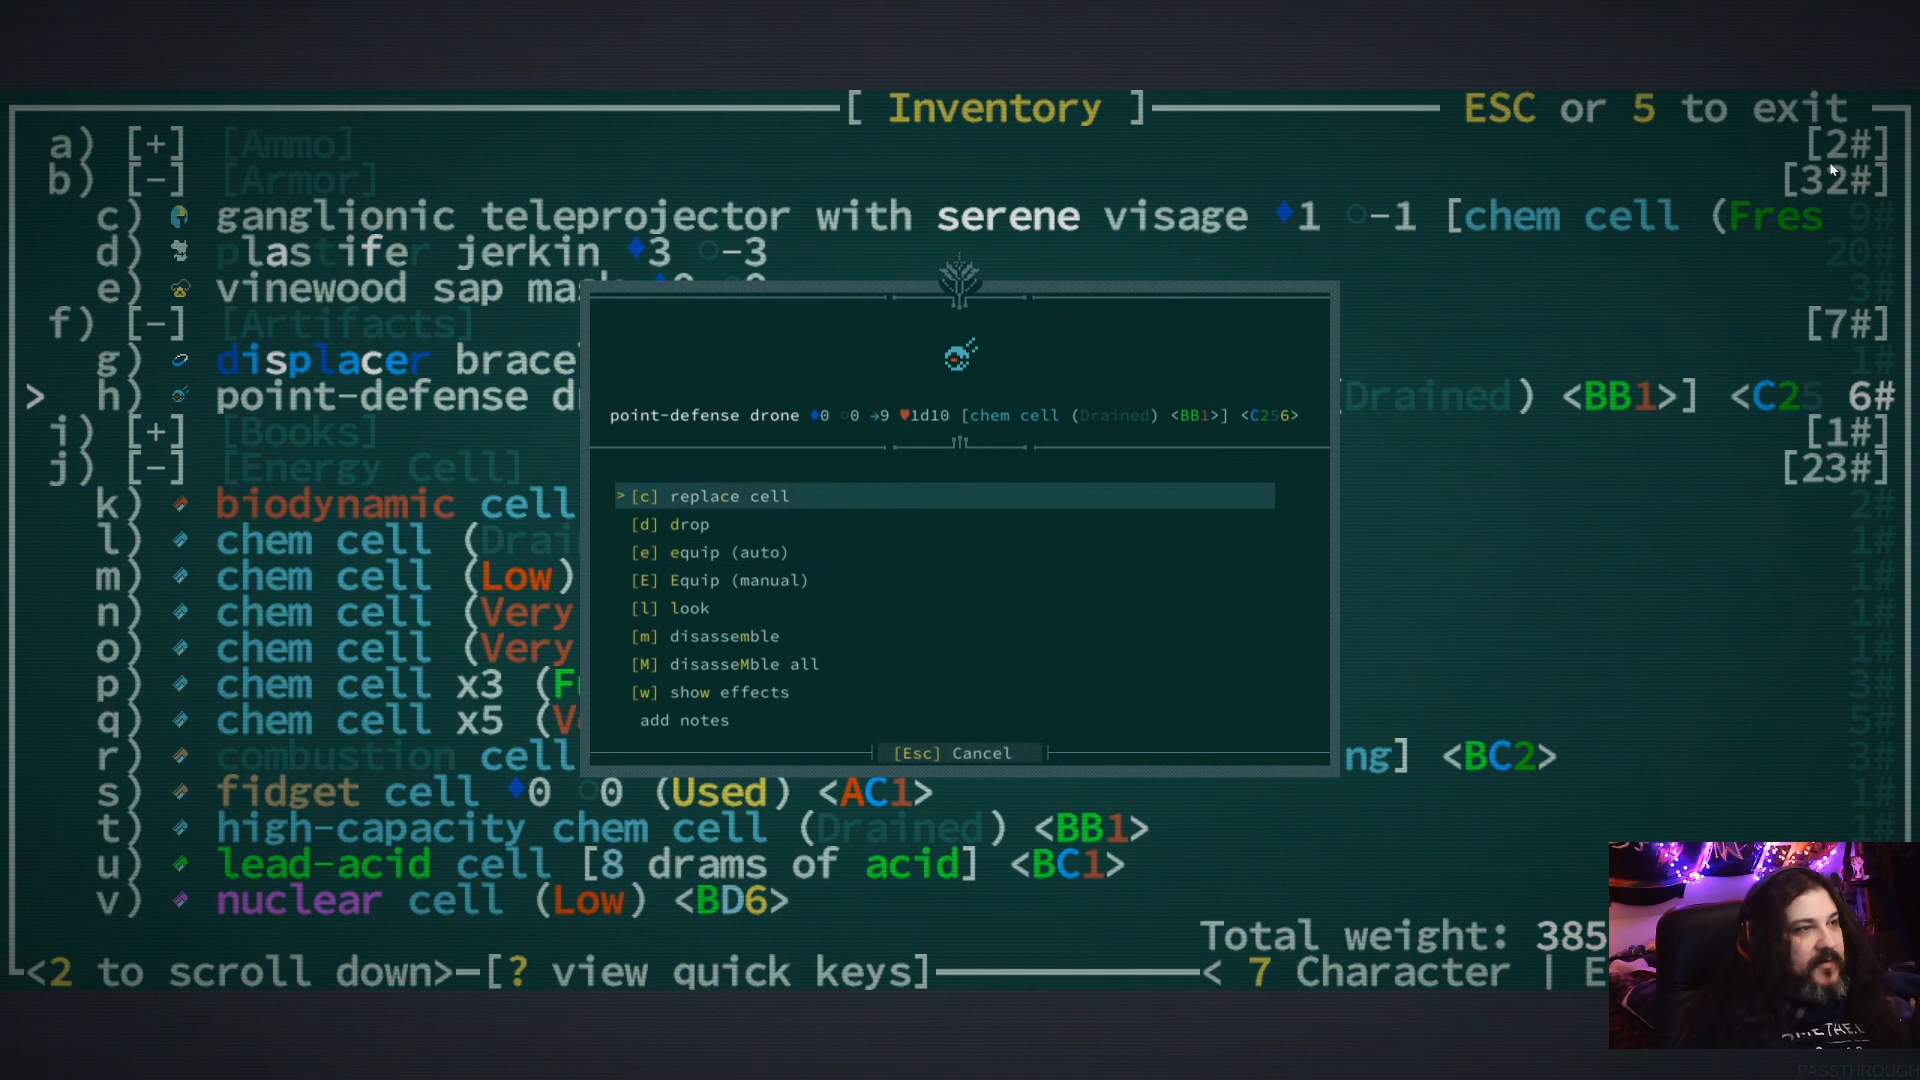 [ Inventory ] ESC or 5 to exit
a) [+] [Ammo] [2#]
b) [-] [Armor] [32#]
c) ganglionic teleprojector with serene visage ♦1 ○-1 [chem cell (Fres 9#
d) plastifer jerkin ♦3 ○-3 20#
e) vinewood sap mask 3#
f) [-] [Artifacts] [7#]
g) displacer brace 1#
> h) point-defense dr (Drained) <BB1>] <C25 6#
i) [+] [Books] [1#]
j) [-] [Energy Cell] [23#]
k) biodynamic cell 2#
l) chem cell (Drai 1#
m) chem cell (Low) 1#
n) chem cell (Very 1#
o) chem cell (Very 1#
p) chem cell x3 (Fu 3#
q) chem cell x5 (Ve 5#
r) combustion cell ng] <BC2> 3#
s) fidget cell ♦0 ○0 (Used) <AC1> 1#
t) high-capacity chem cell (Drained) <BB1> 1#
u) lead-acid cell [8 drams of acid] <BC1>
v) nuclear cell (Low) <BD6>
Total weight: 385
<2 to scroll down> [? view quick keys] < 7 Character | E
point-defense drone ♦0 ○0 →9 ♥1d10 [chem cell (Drained) <BB1>] <C256>
> [c] replace cell
[d] drop
[e] equip (auto)
[E] Equip (manual)
[l] look
[m] disassemble
[M] disasseMble all
[w] show effects
add notes
[Esc] Cancel
PASSTHROUGH